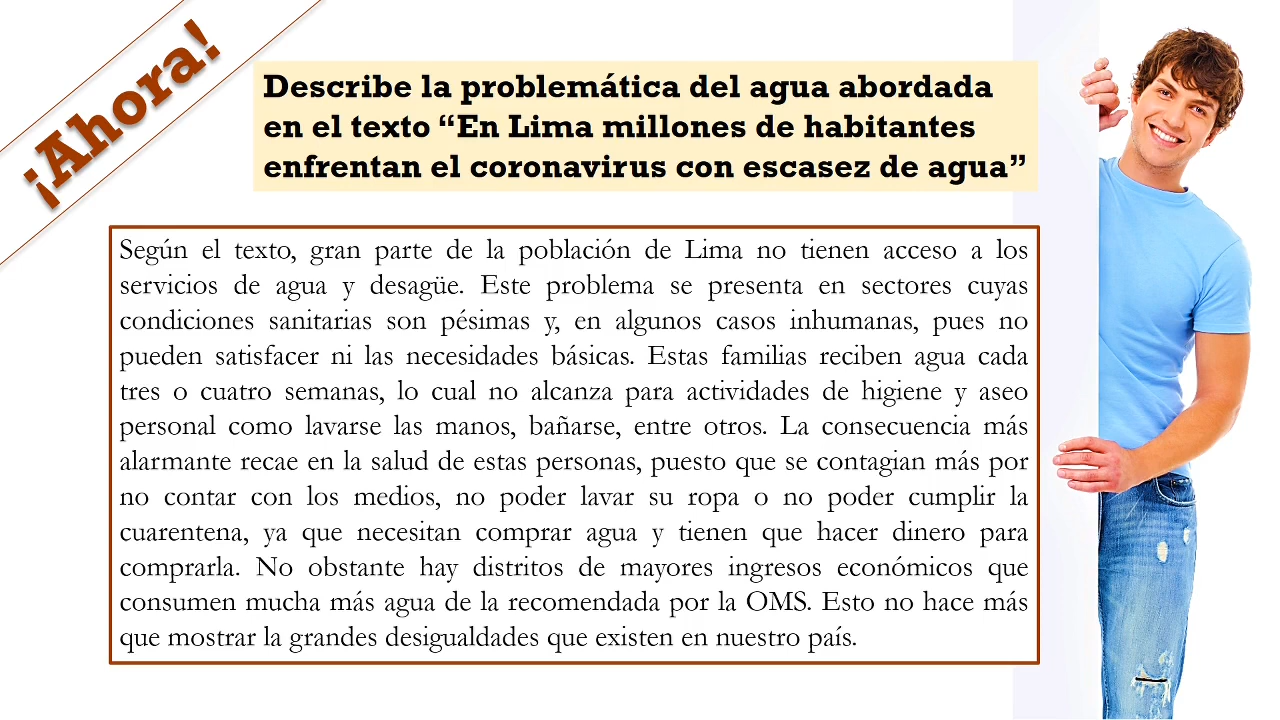 ¡Ahora!
Describe la problemática del agua abordada
en el texto “En Lima millones de habitantes
enfrentan el coronavirus con escasez de agua”
Según el texto, gran parte de la población de Lima no tienen acceso a los
servicios de agua y desagüe. Este problema se presenta en sectores cuyas
condiciones sanitarias son pésimas y, en algunos casos inhumanas, pues no
pueden satisfacer ni las necesidades básicas. Estas familias reciben agua cada
tres o cuatro semanas, lo cual no alcanza para actividades de higiene y aseo
personal como lavarse las manos, bañarse, entre otros. La consecuencia más
alarmante recae en la salud de estas personas, puesto que se contagian más por
no contar con los medios, no poder lavar su ropa o no poder cumplir la
cuarentena, ya que necesitan comprar agua y tienen que hacer dinero para
comprarla. No obstante hay distritos de mayores ingresos económicos que
consumen mucha más agua de la recomendada por la OMS. Esto no hace más
que mostrar la grandes desigualdades que existen en nuestro país.